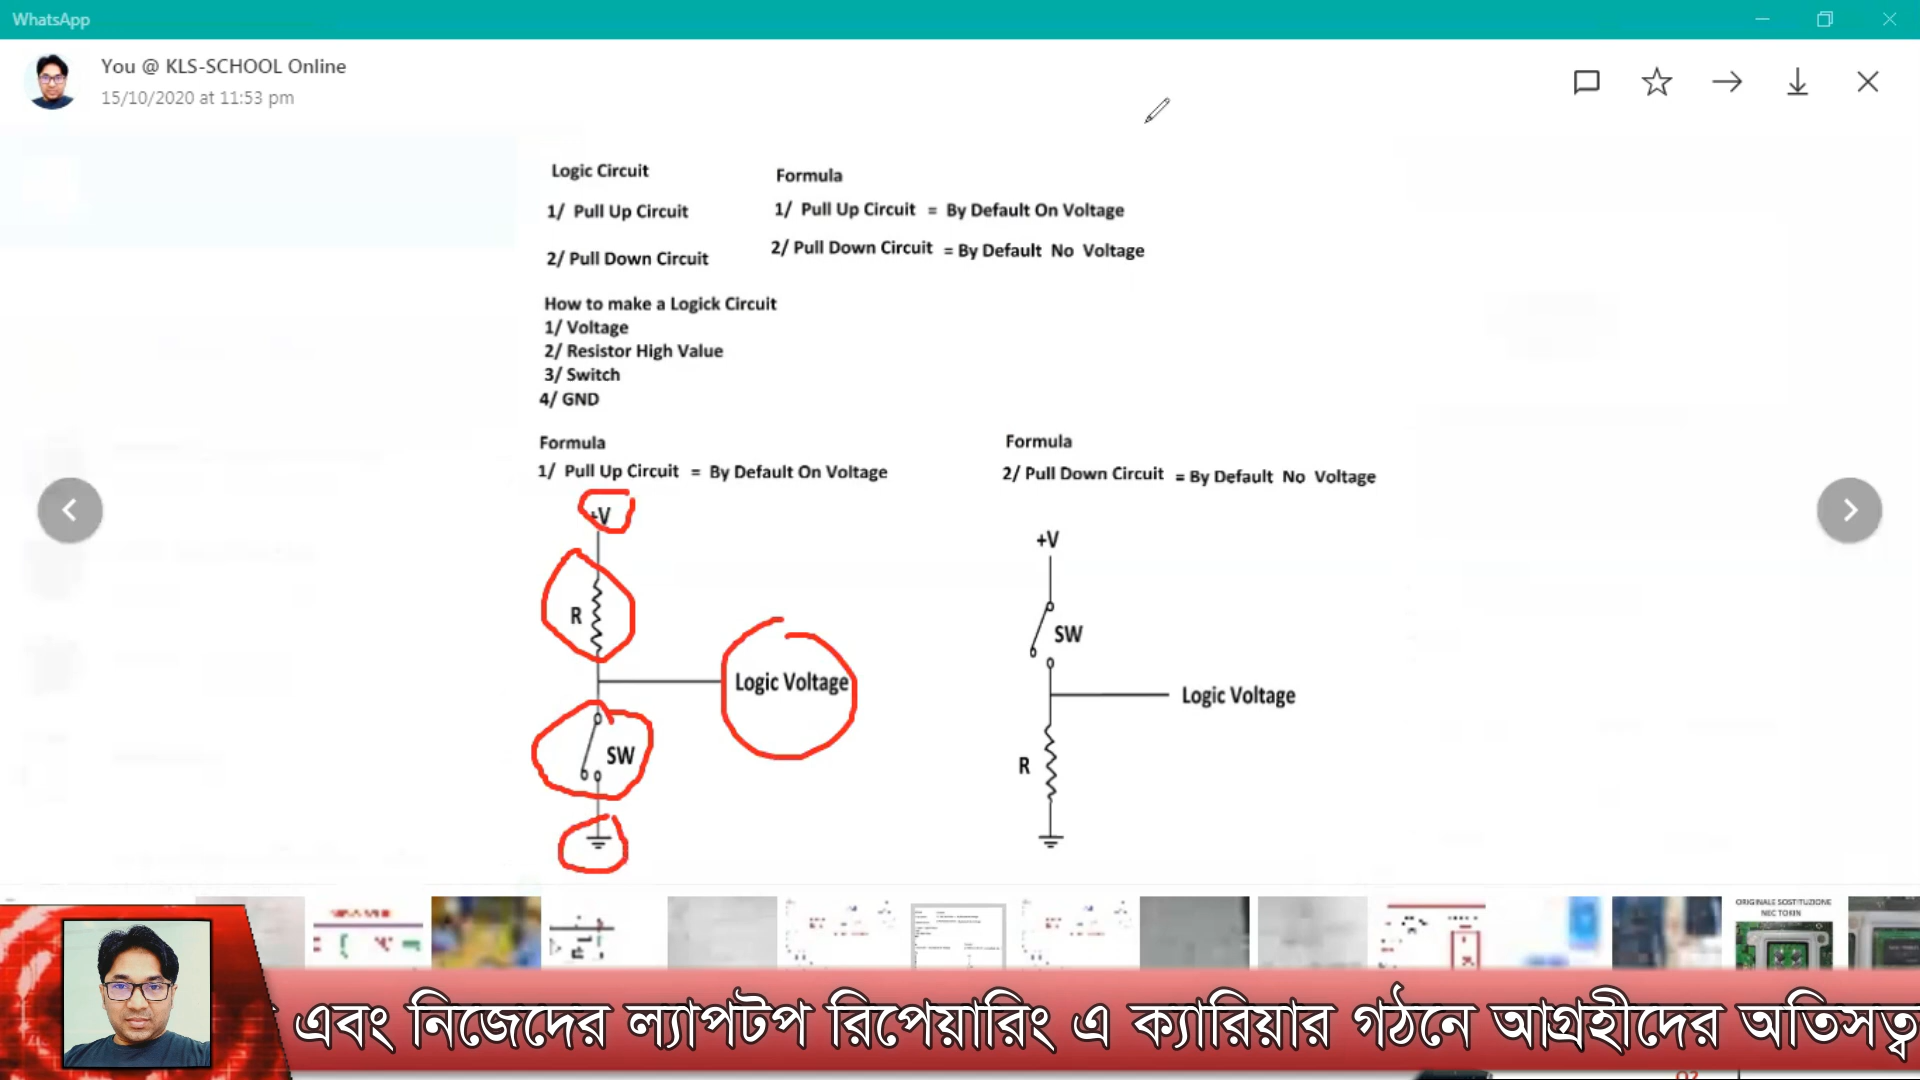 WhatsApp
You @ KLS-SCHOOL Online
15/10/2020 at 11:53 pm
Logic Circuit
Formula
1/ Pull Up Circuit
1/ Pull Up Circuit = By Default On Voltage
2/ Pull Down Circuit
2/ Pull Down Circuit = By Default No Voltage
How to make a Logick Circuit
1/ Voltage
2/ Resistor High Value
3/ Switch
4/ GND
Formula
1/ Pull Up Circuit = By Default On Voltage
Formula
2/ Pull Down Circuit = By Default No Voltage
+V
R
Logic Voltage
SW
+V
SW
Logic Voltage
R
ORIGINALE SOSTITUZIONE
NEC TOKIN
এবং নিজেদের ল্যাপটপ রিপেয়ারিং এ ক্যারিয়ার গঠনে আগ্রহীদের অতিসত্ব